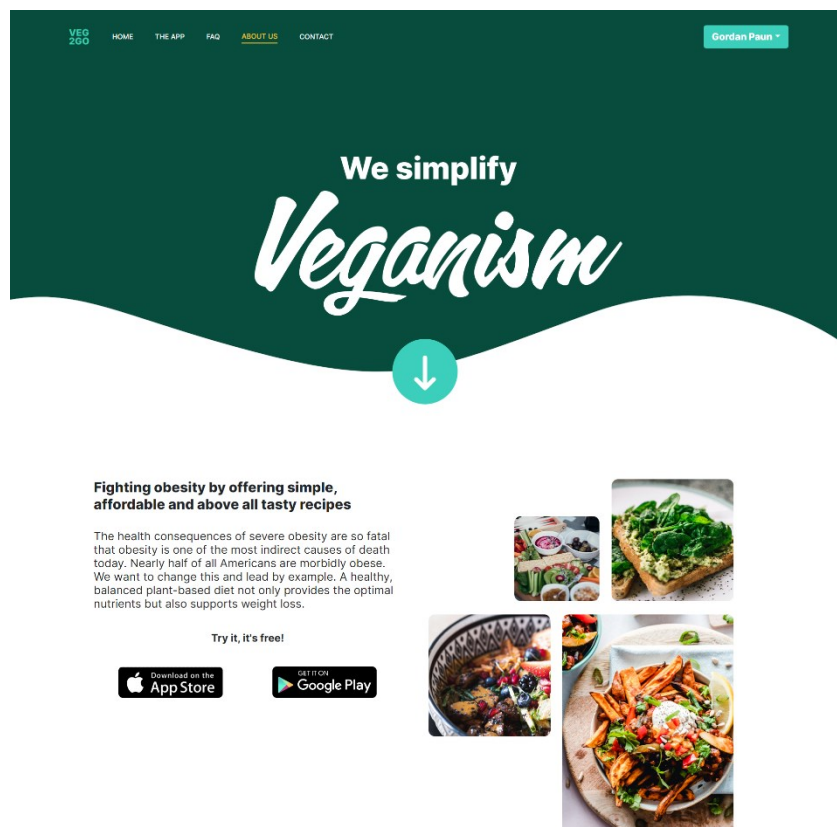 VEG
2GO
HOME
THE APP
FAQ
ABOUT US
CONTACT
Gordan Paun
We simplify
Veganism
Fighting obesity by offering simple,
affordable and above all tasty recipes
The health consequences of severe obesity are so fatal
that obesity is one of the most indirect causes of death
today. Nearly half of all Americans are morbidly obese.
We want to change this and lead by example. A healthy,
balanced plant-based diet not only provides the optimal
nutrients but also supports weight loss.
Try it, it's free!
Download on the
App Store
GET IT ON
Google Play